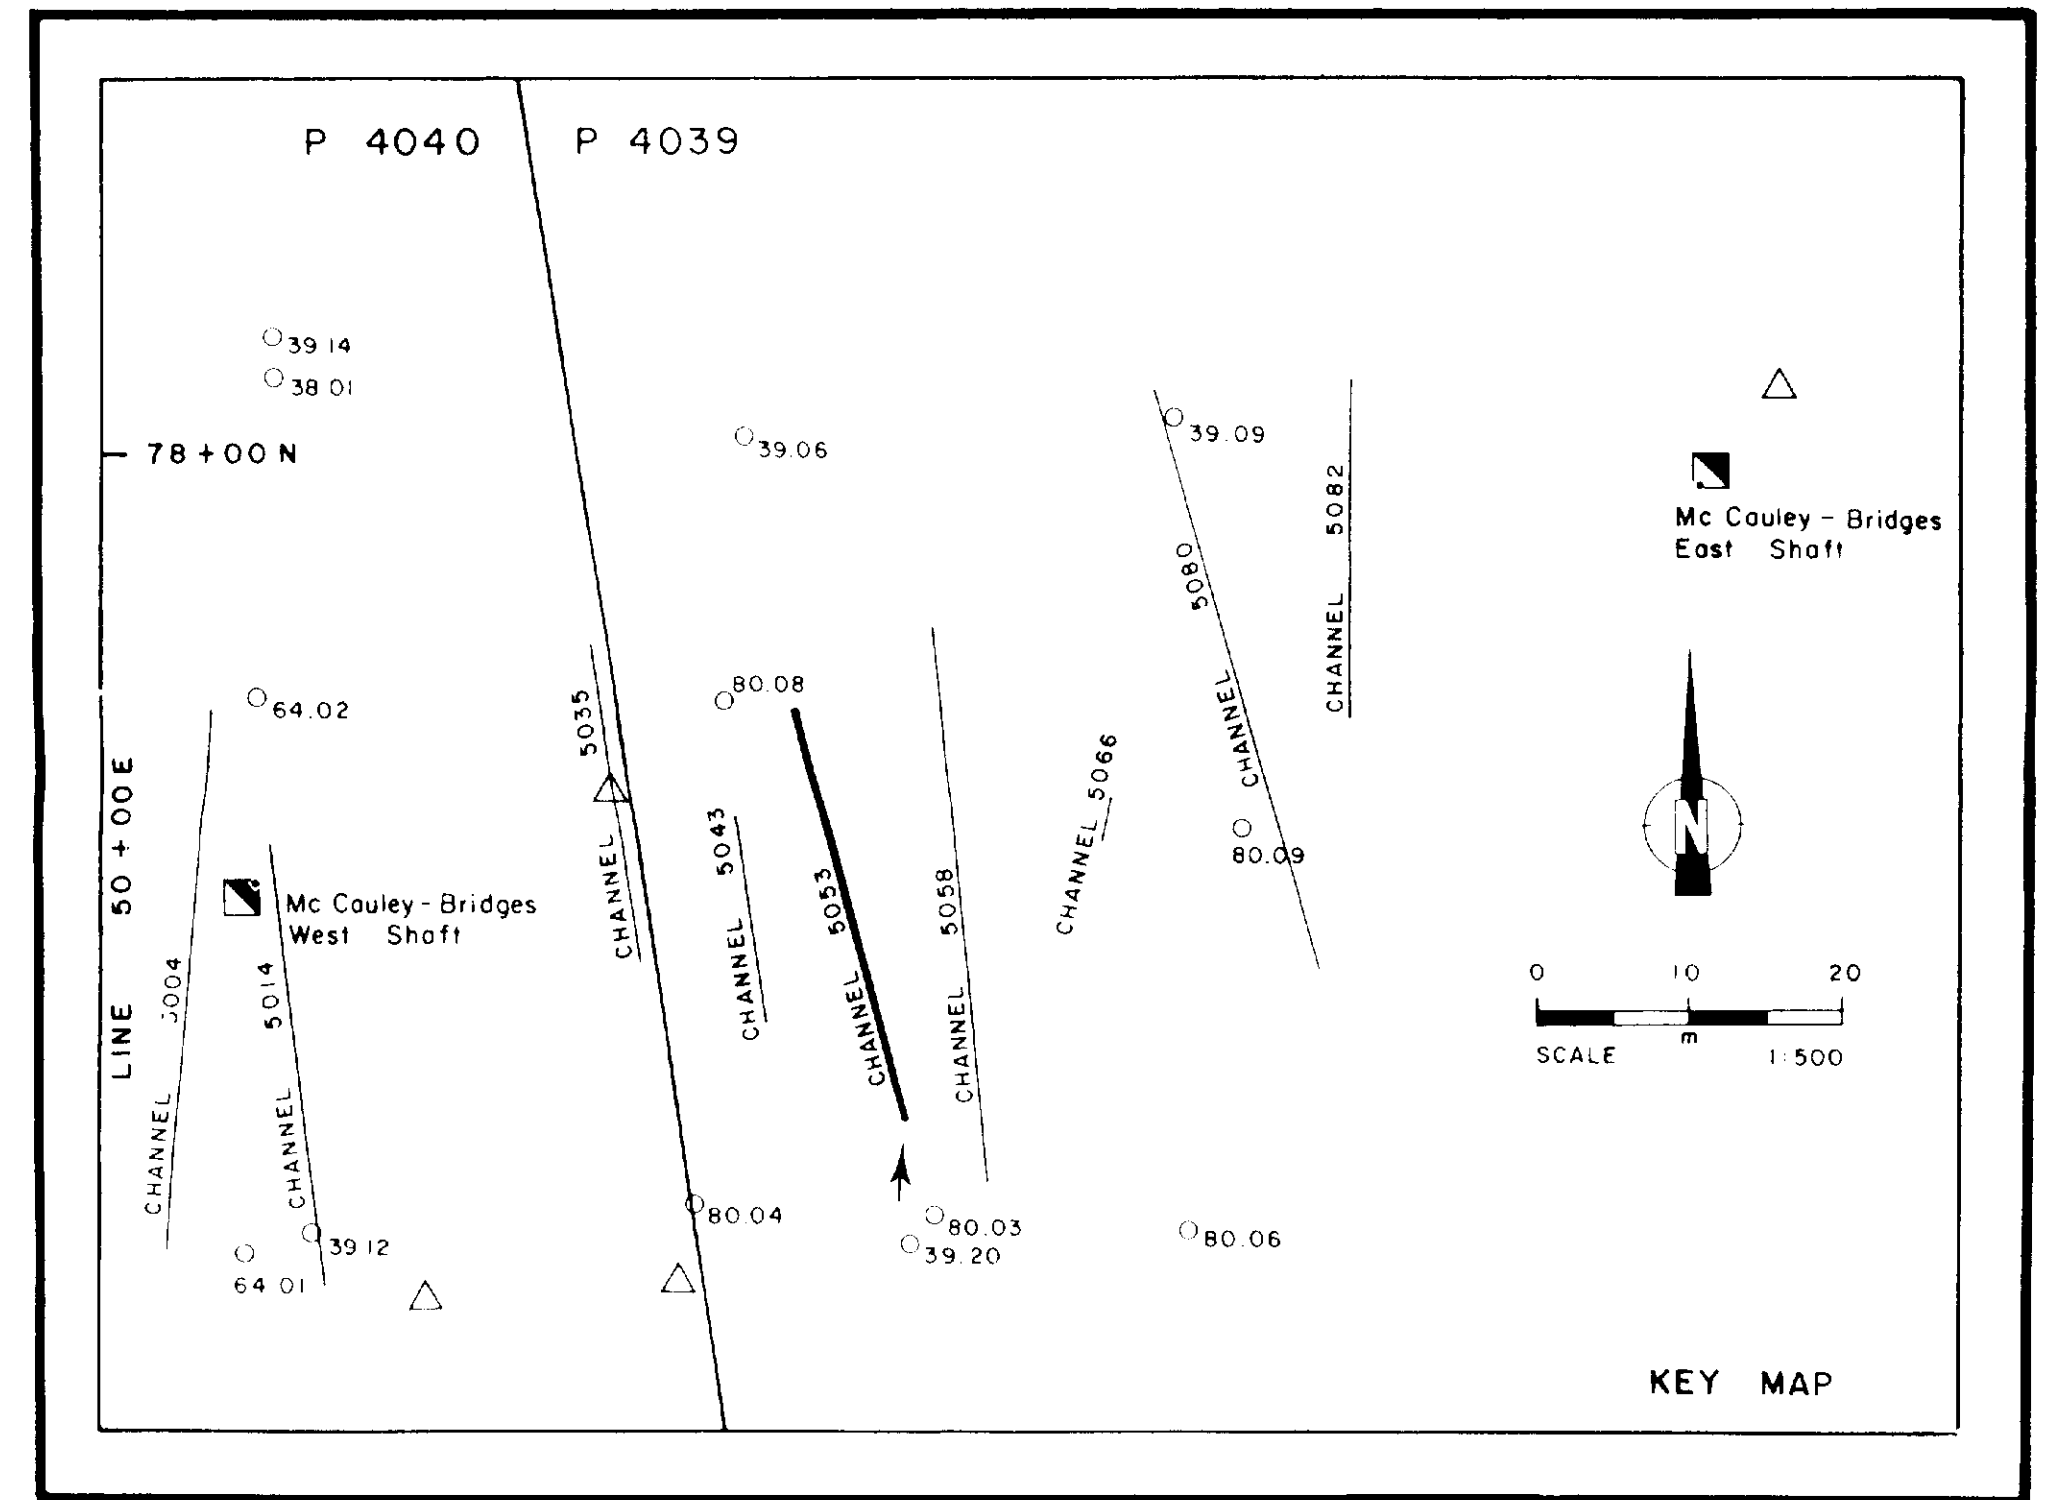 P 4040
P 4039
39 14
38 01
78 + 00 N
39.06
39.09
CHANNEL 5082
Mc Cauley - Bridges
East Shaft
CHANNEL 5080
64.02
80.08
CHANNEL 5035
CHANNEL 5043
CHANNEL 5053
CHANNEL 5058
CHANNEL 5066
80.09
LINE 50 + 00 E
Mc Cauley - Bridges
West Shaft
CHANNEL 5004
CHANNEL 5014
N
0 10 20
m
SCALE 1:500
80.04
80.03
39.20
80.06
39 12
64 01
KEY MAP